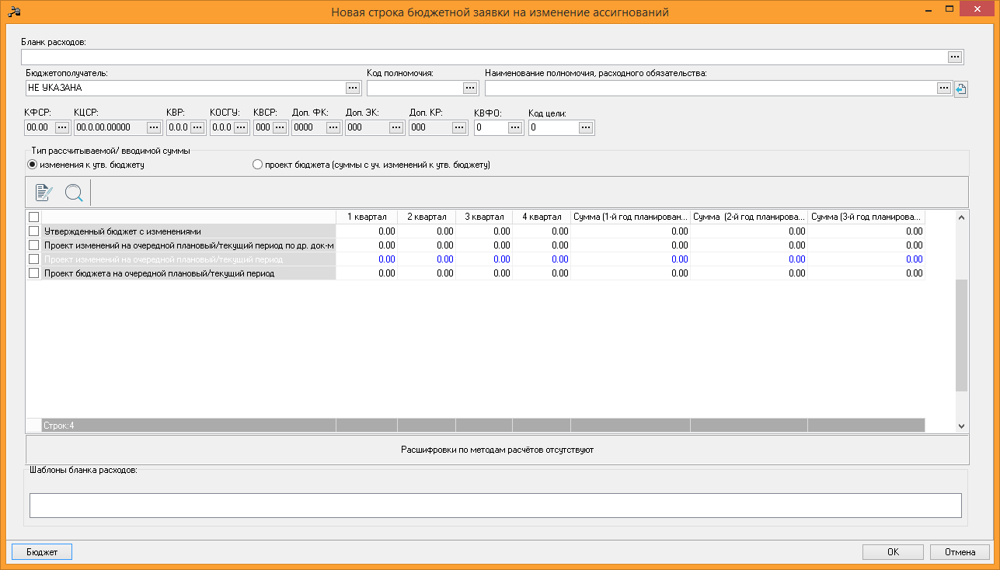 Новая строка бюджетной заявки на изменение ассигнований
Бланк расходов:
Бюджетополучатель: Код полномочия: Наименование полномочия, расходного обязательства:
НЕ УКАЗАНА
КФСР: КЦСР: КВР: КОСГУ: КВСР: Доп. ФК: Доп. ЭК: Доп. КР: КВФО: Код цели:
00.00 00.0.00.00000 0.0.0 0.0.0 000 0000 000 000 0 0
Тип рассчитываемой/ вводимой суммы
изменения к утв. бюджету проект бюджета (суммы с уч. изменений к утв. бюджету)
1 квартал 2 квартал 3 квартал 4 квартал Сумма (1-й год планирован... Сумма (2-й год планирова... Сумма (3-й год планирова...
Утвержденный бюджет с изменениями 0.00 0.00 0.00 0.00 0.00 0.00 0.00
Проект изменений на очередной плановый/текущий период по др. док-м 0.00 0.00 0.00 0.00 0.00 0.00 0.00
Проект изменений на очередной плановый/текущий период 0.00 0.00 0.00 0.00 0.00 0.00 0.00
Проект бюджета на очередной плановый/текущий период 0.00 0.00 0.00 0.00 0.00 0.00 0.00
Строк:4
Расшифровки по методам расчётов отсутствуют
Шаблоны бланка расходов:
Бюджет OK Отмена